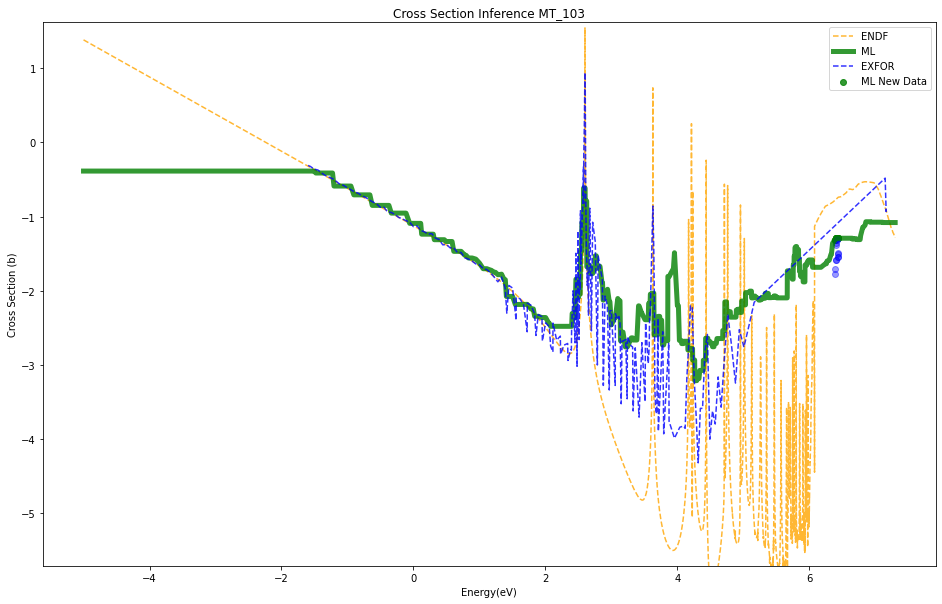 Cross Section Inference MT_103
ENDF
ML
EXFOR
ML New Data
Cross Section (b)
1
0
−1
−2
−3
−4
−5
−4
−2
0
2
4
6
Energy(eV)